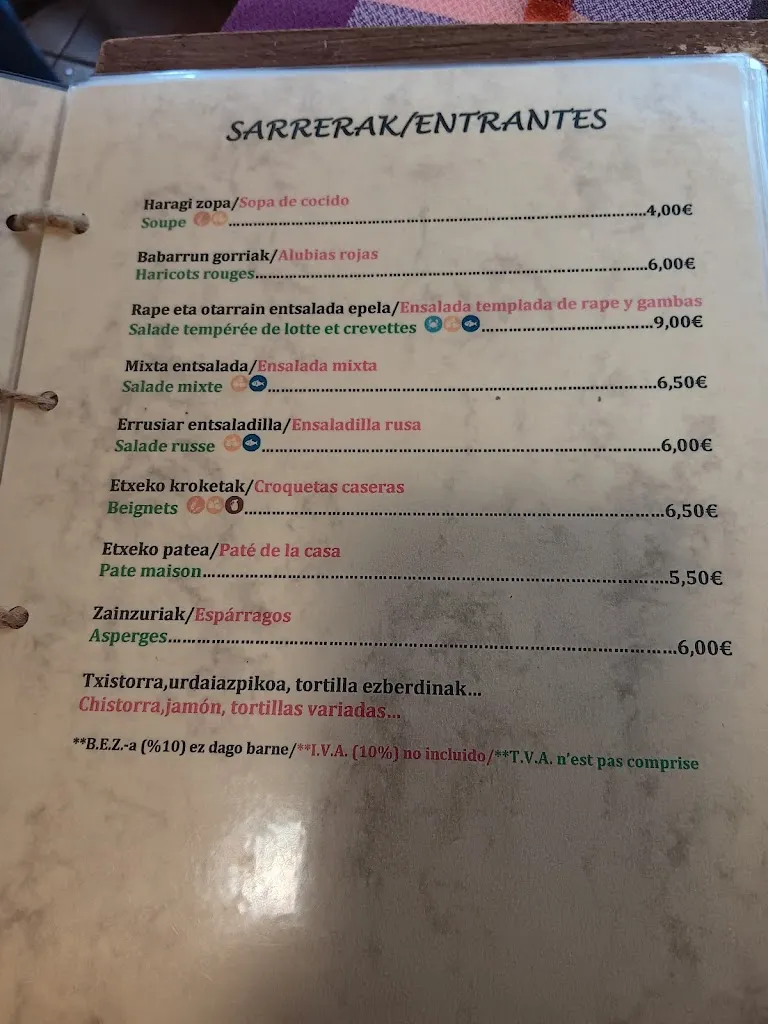 SARRERAK/ENTRANTES
Haragi zopa/Sopa de cocido
Soupe ........................................4,00€
Babarrun gorriak/Alubias rojas
Haricots rouges........................................6,00€
Rape eta otarrain entsalada epela/Ensalada templada de rape y gambas
Salade tempérée de lotte et crevettes ........................................9,00€
Mixta entsalada/Ensalada mixta
Salade mixte ........................................6,50€
Errusiar entsaladilla/Ensaladilla rusa
Salade russe ........................................6,00€
Etxeko kroketak/Croquetas caseras
Beignets ........................................6,50€
Etxeko patea/Paté de la casa
Pate maison........................................5,50€
Zainzuriak/Espárragos
Asperges........................................6,00€
Txistorra,urdaiazpikoa, tortilla ezberdinak...
Chistorra,jamón, tortillas variadas...
**B.E.Z.-a (%10) ez dago barne/**I.V.A. (10%) no incluido/**T.V.A. n'est pas comprise